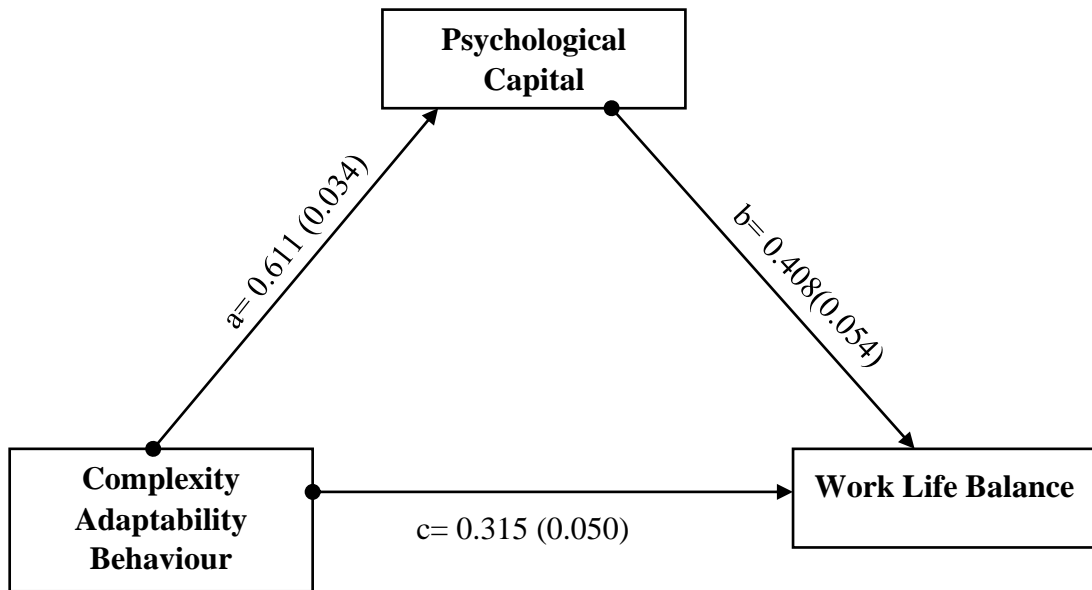 Psychological
Capital
a= 0.611 (0.034)
b= 0.408(0.054)
Complexity
Adaptability
Behaviour
Work Life Balance
c= 0.315 (0.050)